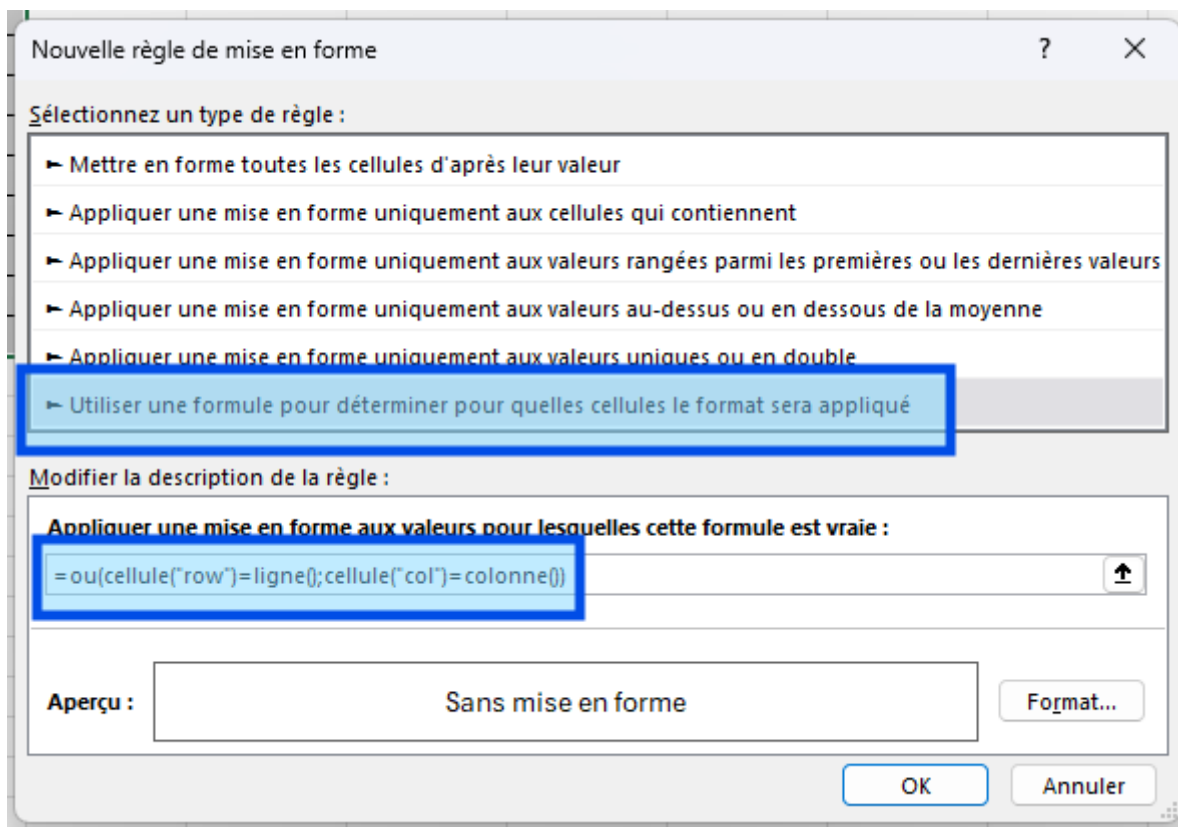 Nouvelle règle de mise en forme ? ✕
Sélectionnez un type de règle :
► Mettre en forme toutes les cellules d'après leur valeur
► Appliquer une mise en forme uniquement aux cellules qui contiennent
► Appliquer une mise en forme uniquement aux valeurs rangées parmi les premières ou les dernières valeurs
► Appliquer une mise en forme uniquement aux valeurs au-dessus ou en dessous de la moyenne
► Appliquer une mise en forme uniquement aux valeurs uniques ou en double
► Utiliser une formule pour déterminer pour quelles cellules le format sera appliqué
Modifier la description de la règle :
Appliquer une mise en forme aux valeurs pour lesquelles cette formule est vraie :
=ou(cellule("row")=ligne();cellule("col")=colonne())
Aperçu : Sans mise en forme Format...
OK Annuler